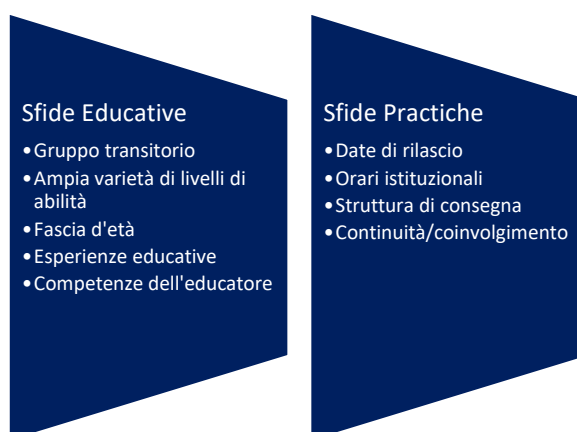 Sfide Educative
•Gruppo transitorio
•Ampia varietà di livelli di
abilità
•Fascia d'età
•Esperienze educative
•Competenze dell'educatore
Sfide Practiche
•Date di rilascio
•Orari istituzionali
•Struttura di consegna
•Continuità/coinvolgimento